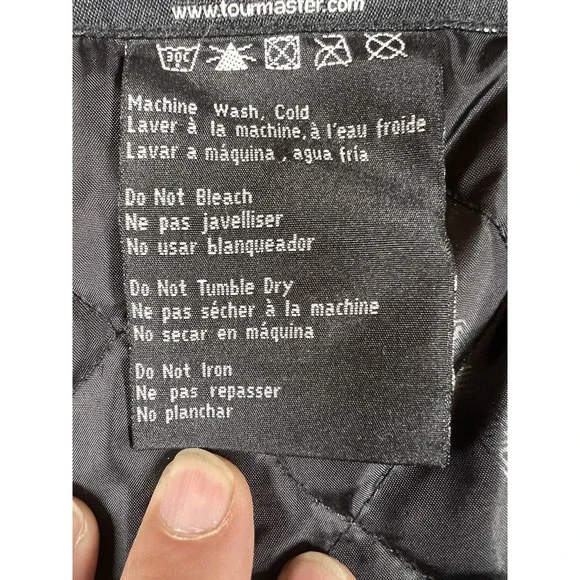 www.tourmaster.com
30C
Machine Wash, Cold
Laver à la machine, à l'eau froide
Lavar a máquina , agua fría
Do Not Bleach
Ne pas javelliser
No usar blanqueador
Do Not Tumble Dry
Ne pas sécher à la machine
No secar en máquina
Do Not Iron
Ne pas repasser
No planchar